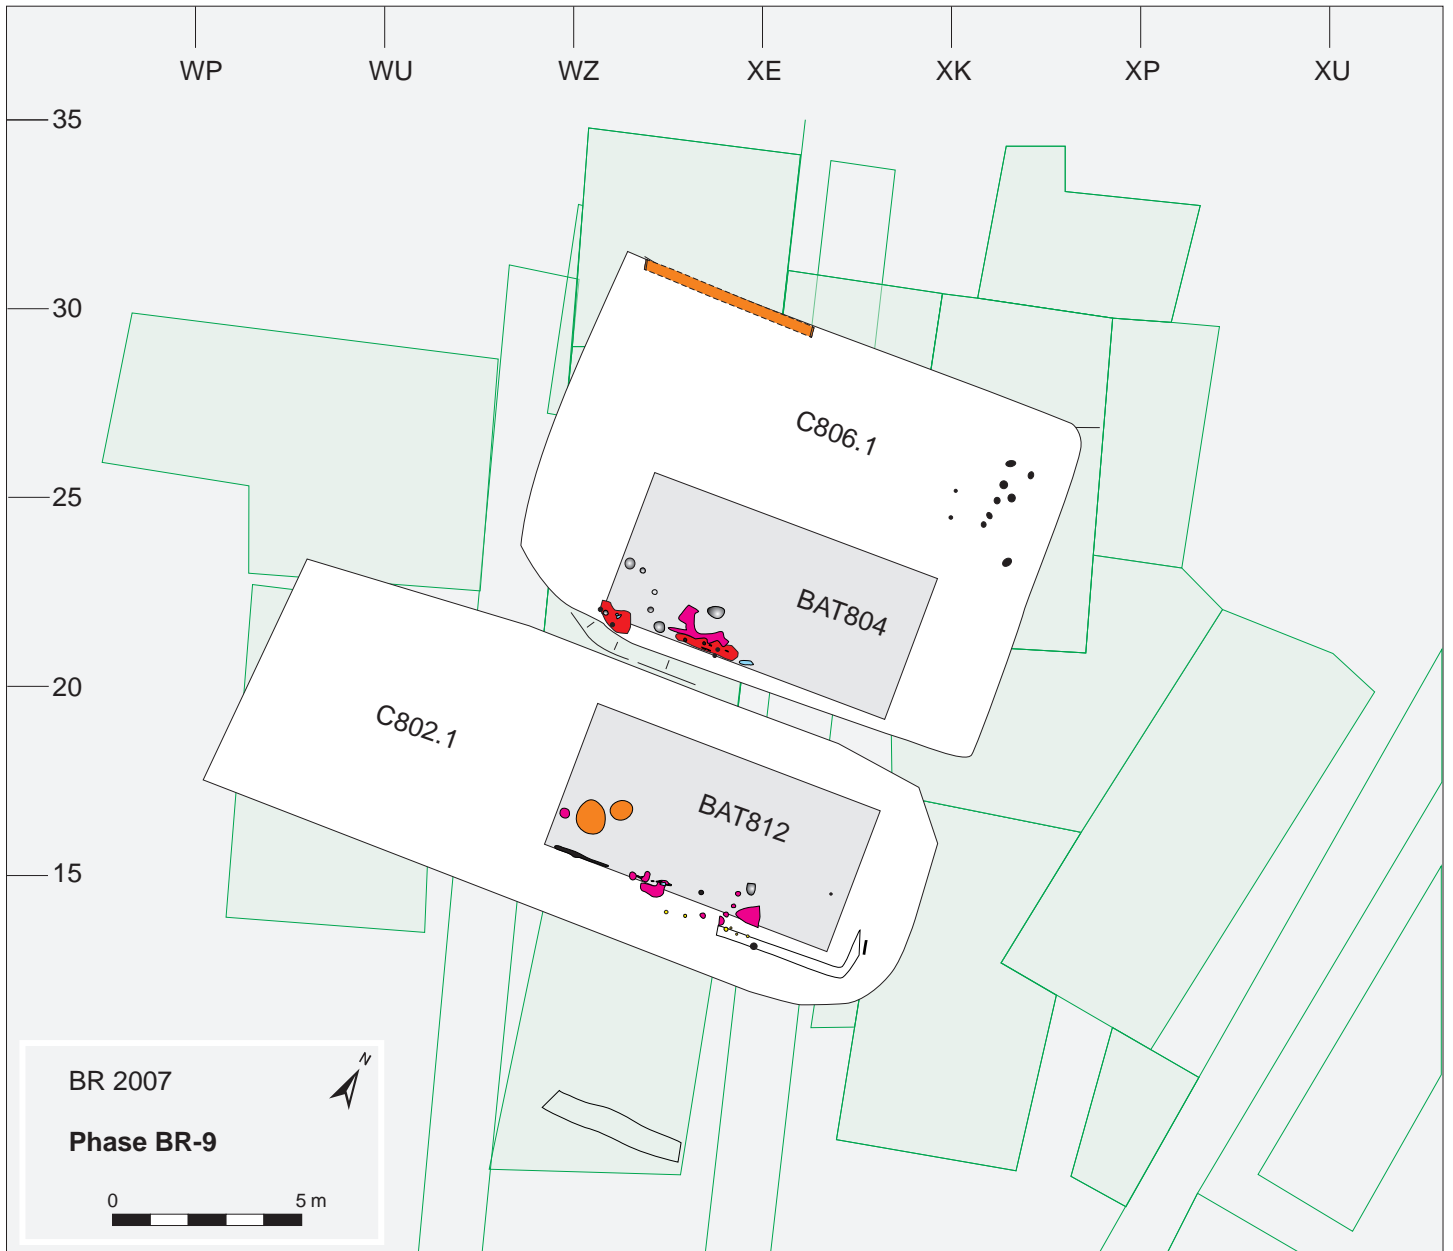 WP WU WZ XE XK XP XU
35
30
25
20
15
C806.1
BAT804
C802.1
BAT812
N
BR 2007
Phase BR-9
0 5 m